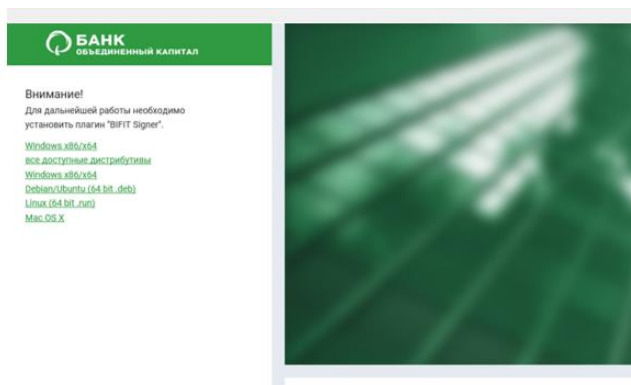 БАНК
ОБЪЕДИНЕННЫЙ КАПИТАЛ
Внимание!
Для дальнейшей работы необходимо
установить плагин "BIFIT Signer".
Windows x86/x64
все доступные дистрибутивы
Windows x86/x64
Debian/Ubuntu (64 bit .deb)
Linux (64 bit .run)
Mac OS X